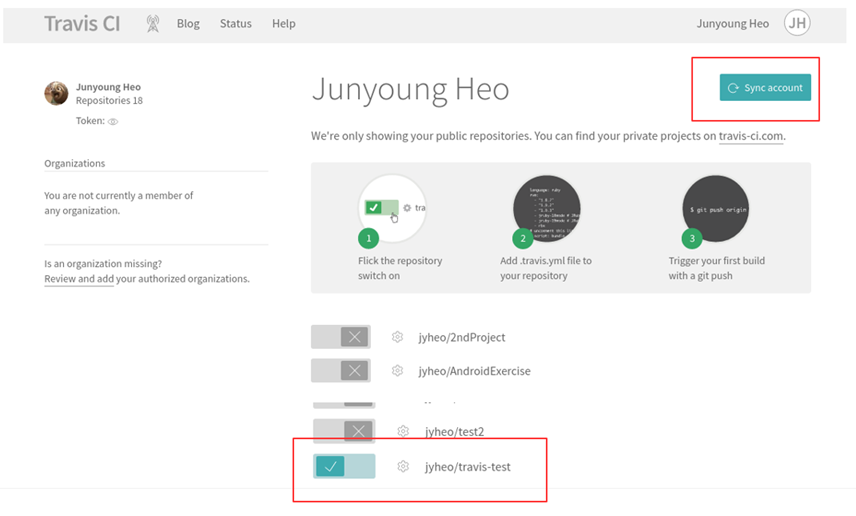 Travis CI Blog Status Help Junyoung Heo JH
Junyoung Heo
Repositories 18
Token:
Organizations
You are not currently a member of
any organization.
Is an organization missing?
Review and add your authorized organizations.
Junyoung Heo
Sync account
We're only showing your public repositories. You can find your private projects on travis-ci.com.
tra
1
Flick the repository
switch on
language: ruby
2
Add .travis.yml file to
your repository
$ git push origin
3
Trigger your first build
with a git push
jyheo/2ndProject
jyheo/AndroidExercise
jyheo/test2
jyheo/travis-test